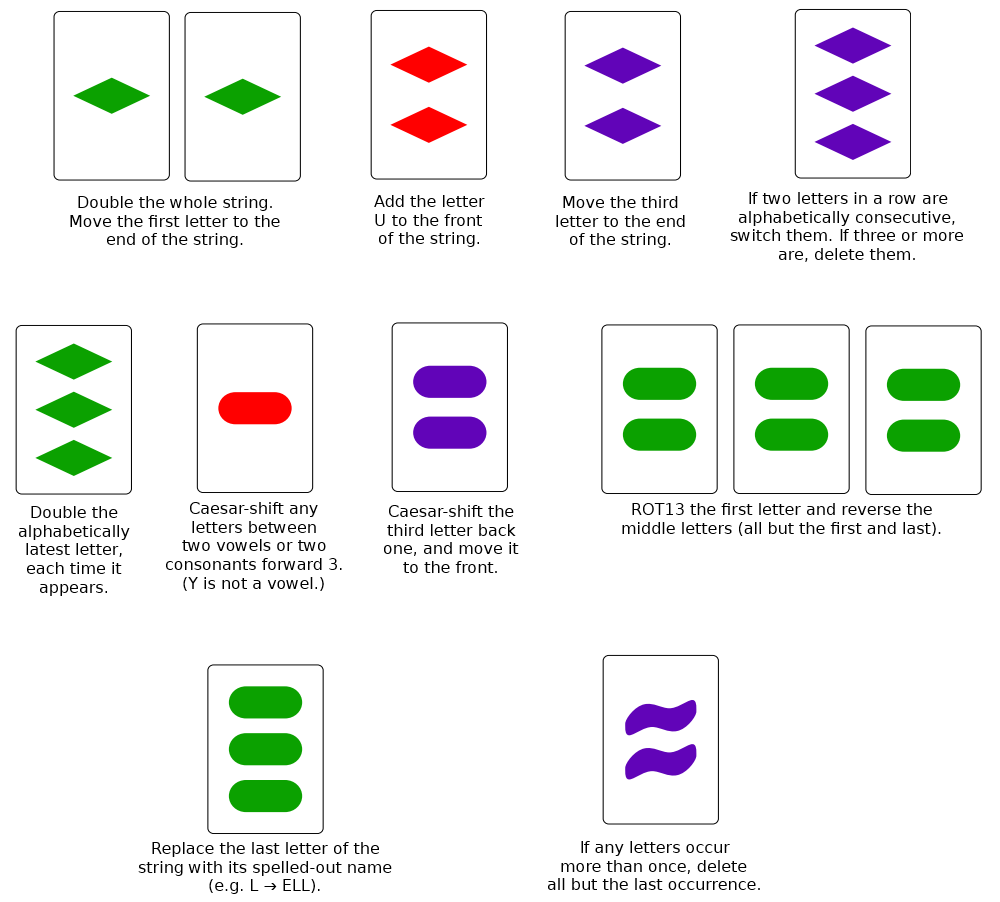 Double the whole string.
Move the first letter to the
end of the string.
Add the letter
U to the front
of the string.
Move the third
letter to the end
of the string.
If two letters in a row are
alphabetically consecutive,
switch them. If three or more
are, delete them.
Double the
alphabetically
latest letter,
each time it
appears.
Caesar-shift any
letters between
two vowels or two
consonants forward 3.
(Y is not a vowel.)
Caesar-shift the
third letter back
one, and move it
to the front.
ROT13 the first letter and reverse the
middle letters (all but the first and last).
Replace the last letter of the
string with its spelled-out name
(e.g. L → ELL).
If any letters occur
more than once, delete
all but the last occurrence.